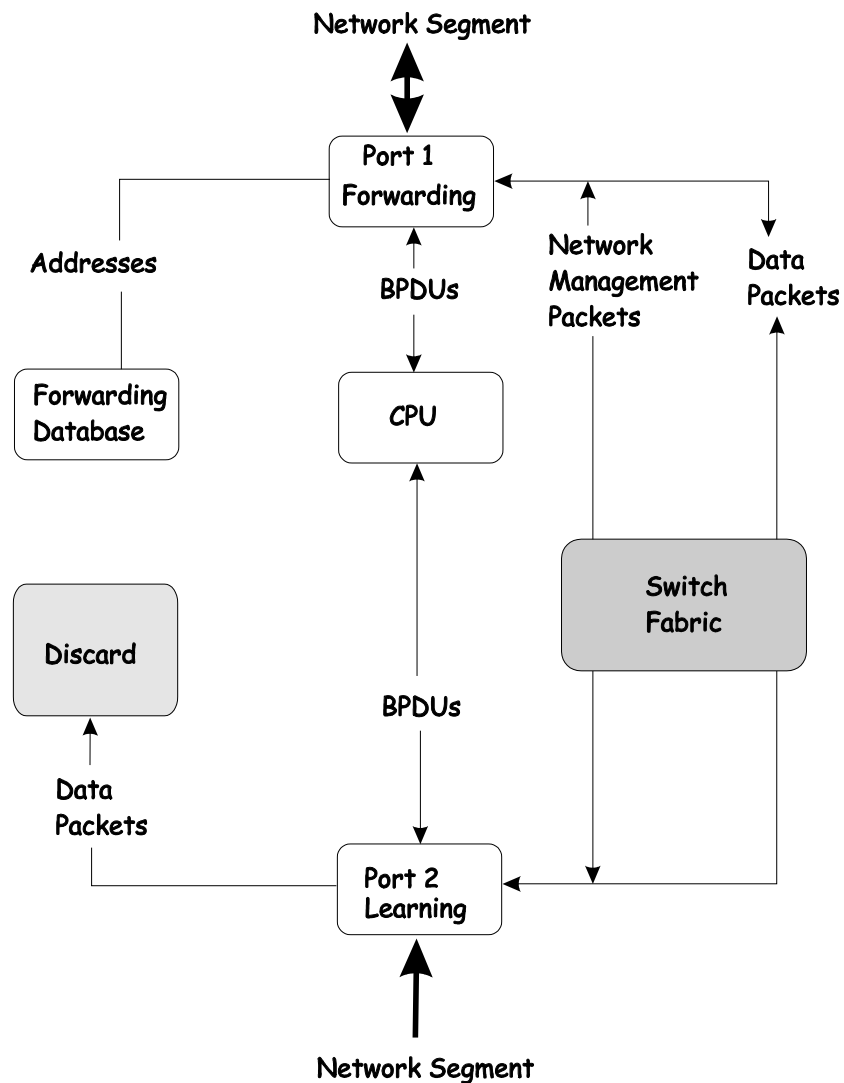 Network Segment
Port 1
Forwarding
Addresses
BPDUs
Network
Management
Packets
Data
Packets
Forwarding
Database
CPU
Switch
Fabric
Discard
BPDUs
Data
Packets
Port 2
Learning
Network Segment